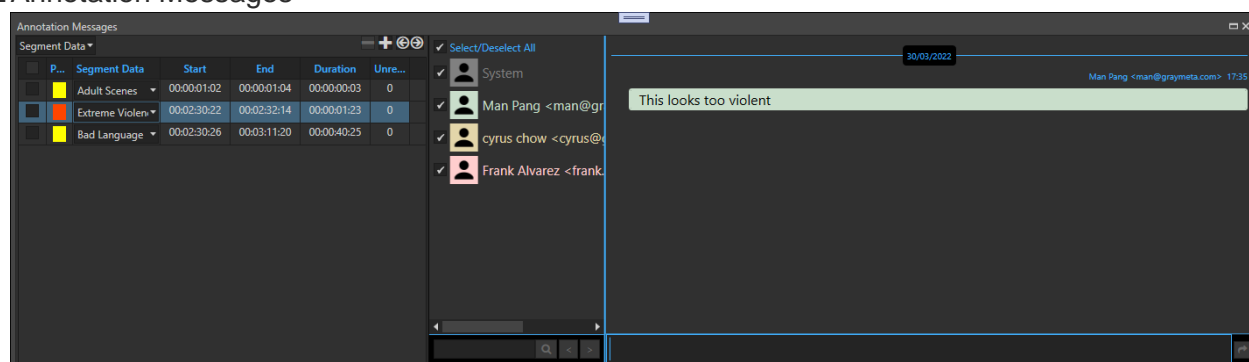 Annotation Messages
Annotation Messages
Segment Data
P... Segment Data Start End Duration Unre...
Adult Scenes 00:00:01:02 00:00:01:04 00:00:00:03 0
Extreme Violen 00:02:30:22 00:02:32:14 00:00:01:23 0
Bad Language 00:02:30:26 00:03:11:20 00:00:40:25 0
Select/Deselect All
System
Man Pang <man@gr
cyrus chow <cyrus@g
Frank Alvarez <frank.
30/03/2022
Man Pang <man@graymeta.com> 17:35
This looks too violent